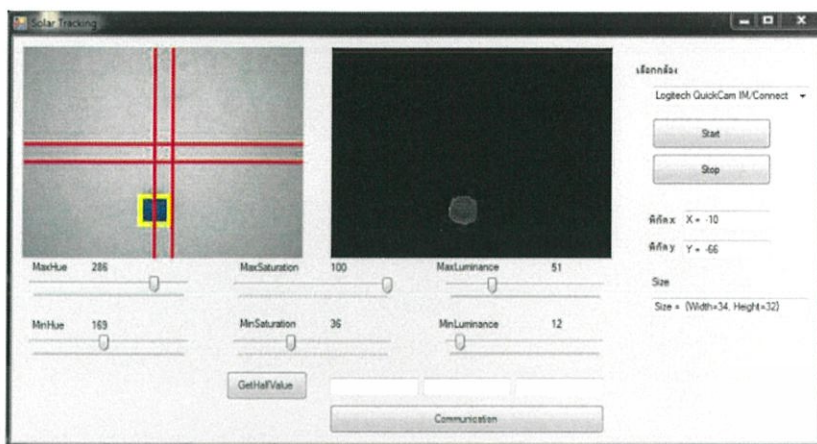 Solar Tracking
เลือกกล้อง
Logitech QuickCam IM/Connect
Start
Stop
พิกัด x X = -10
พิกัด y Y = -66
Size
Size = {Width=34, Height=32}
MaxHue 286 MaxSaturation 100 MaxLuminance 51
MinHue 169 MinSaturation 36 MinLuminance 12
GetHalfValue
Communication